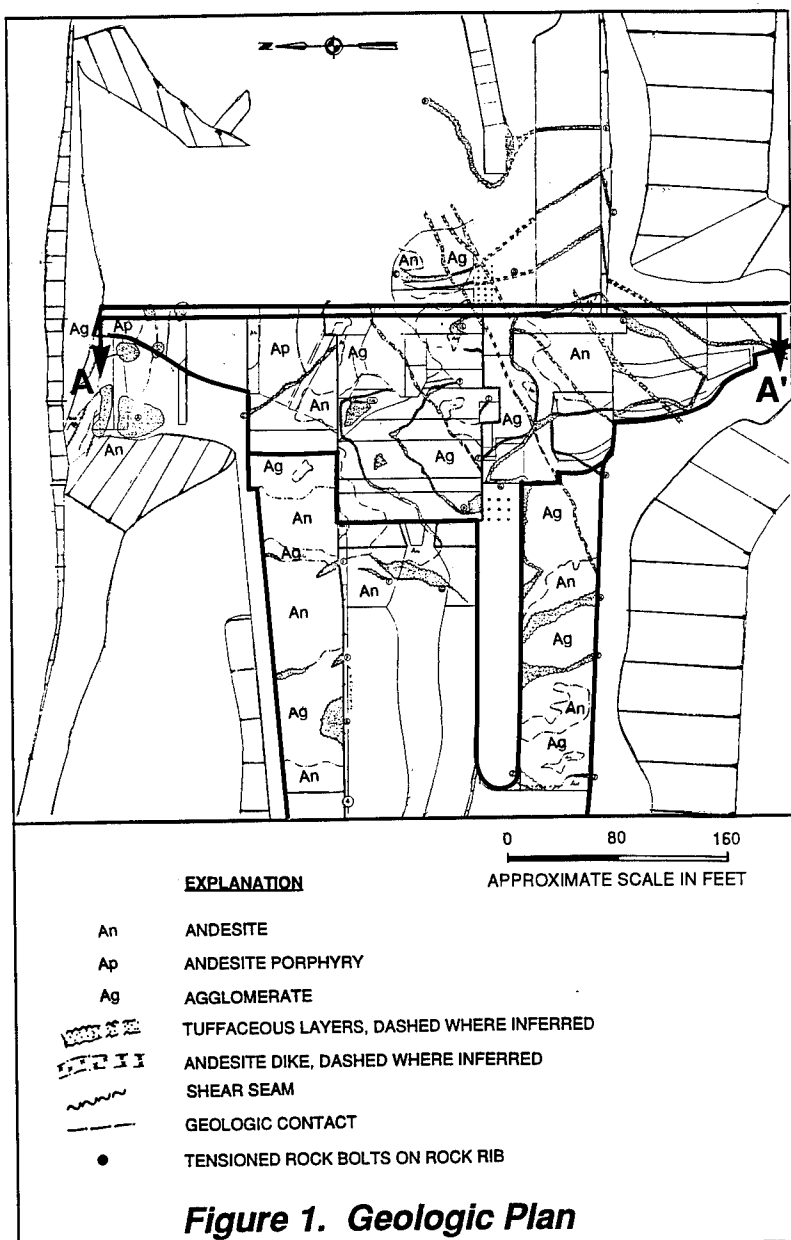 N
An
Ag
Ag
Ap
A
A'
Ap
Ag
An
An
Ag
An
Ag
Ag
An
Ag
Ag
An
An
An
Ag
Ag
An
Ag
An
An
Ag
4
0 80 160
APPROXIMATE SCALE IN FEET
EXPLANATION
An ANDESITE
Ap ANDESITE PORPHYRY
Ag AGGLOMERATE
TUFFACEOUS LAYERS, DASHED WHERE INFERRED
ANDESITE DIKE, DASHED WHERE INFERRED
SHEAR SEAM
GEOLOGIC CONTACT
TENSIONED ROCK BOLTS ON ROCK RIB
Figure 1. Geologic Plan